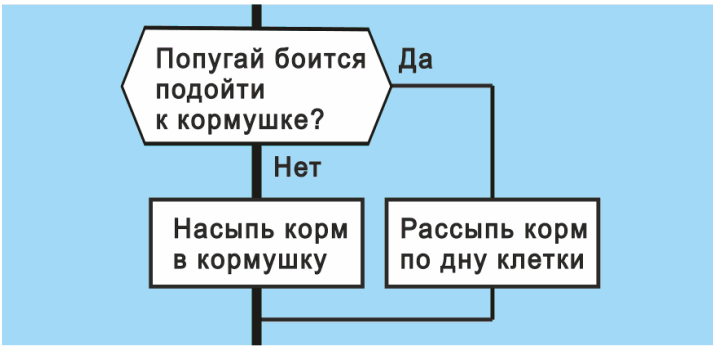 Попугай боится
подойти
к кормушке?
Да
Нет
Насыпь корм
в кормушку
Рассыпь корм
по дну клетки